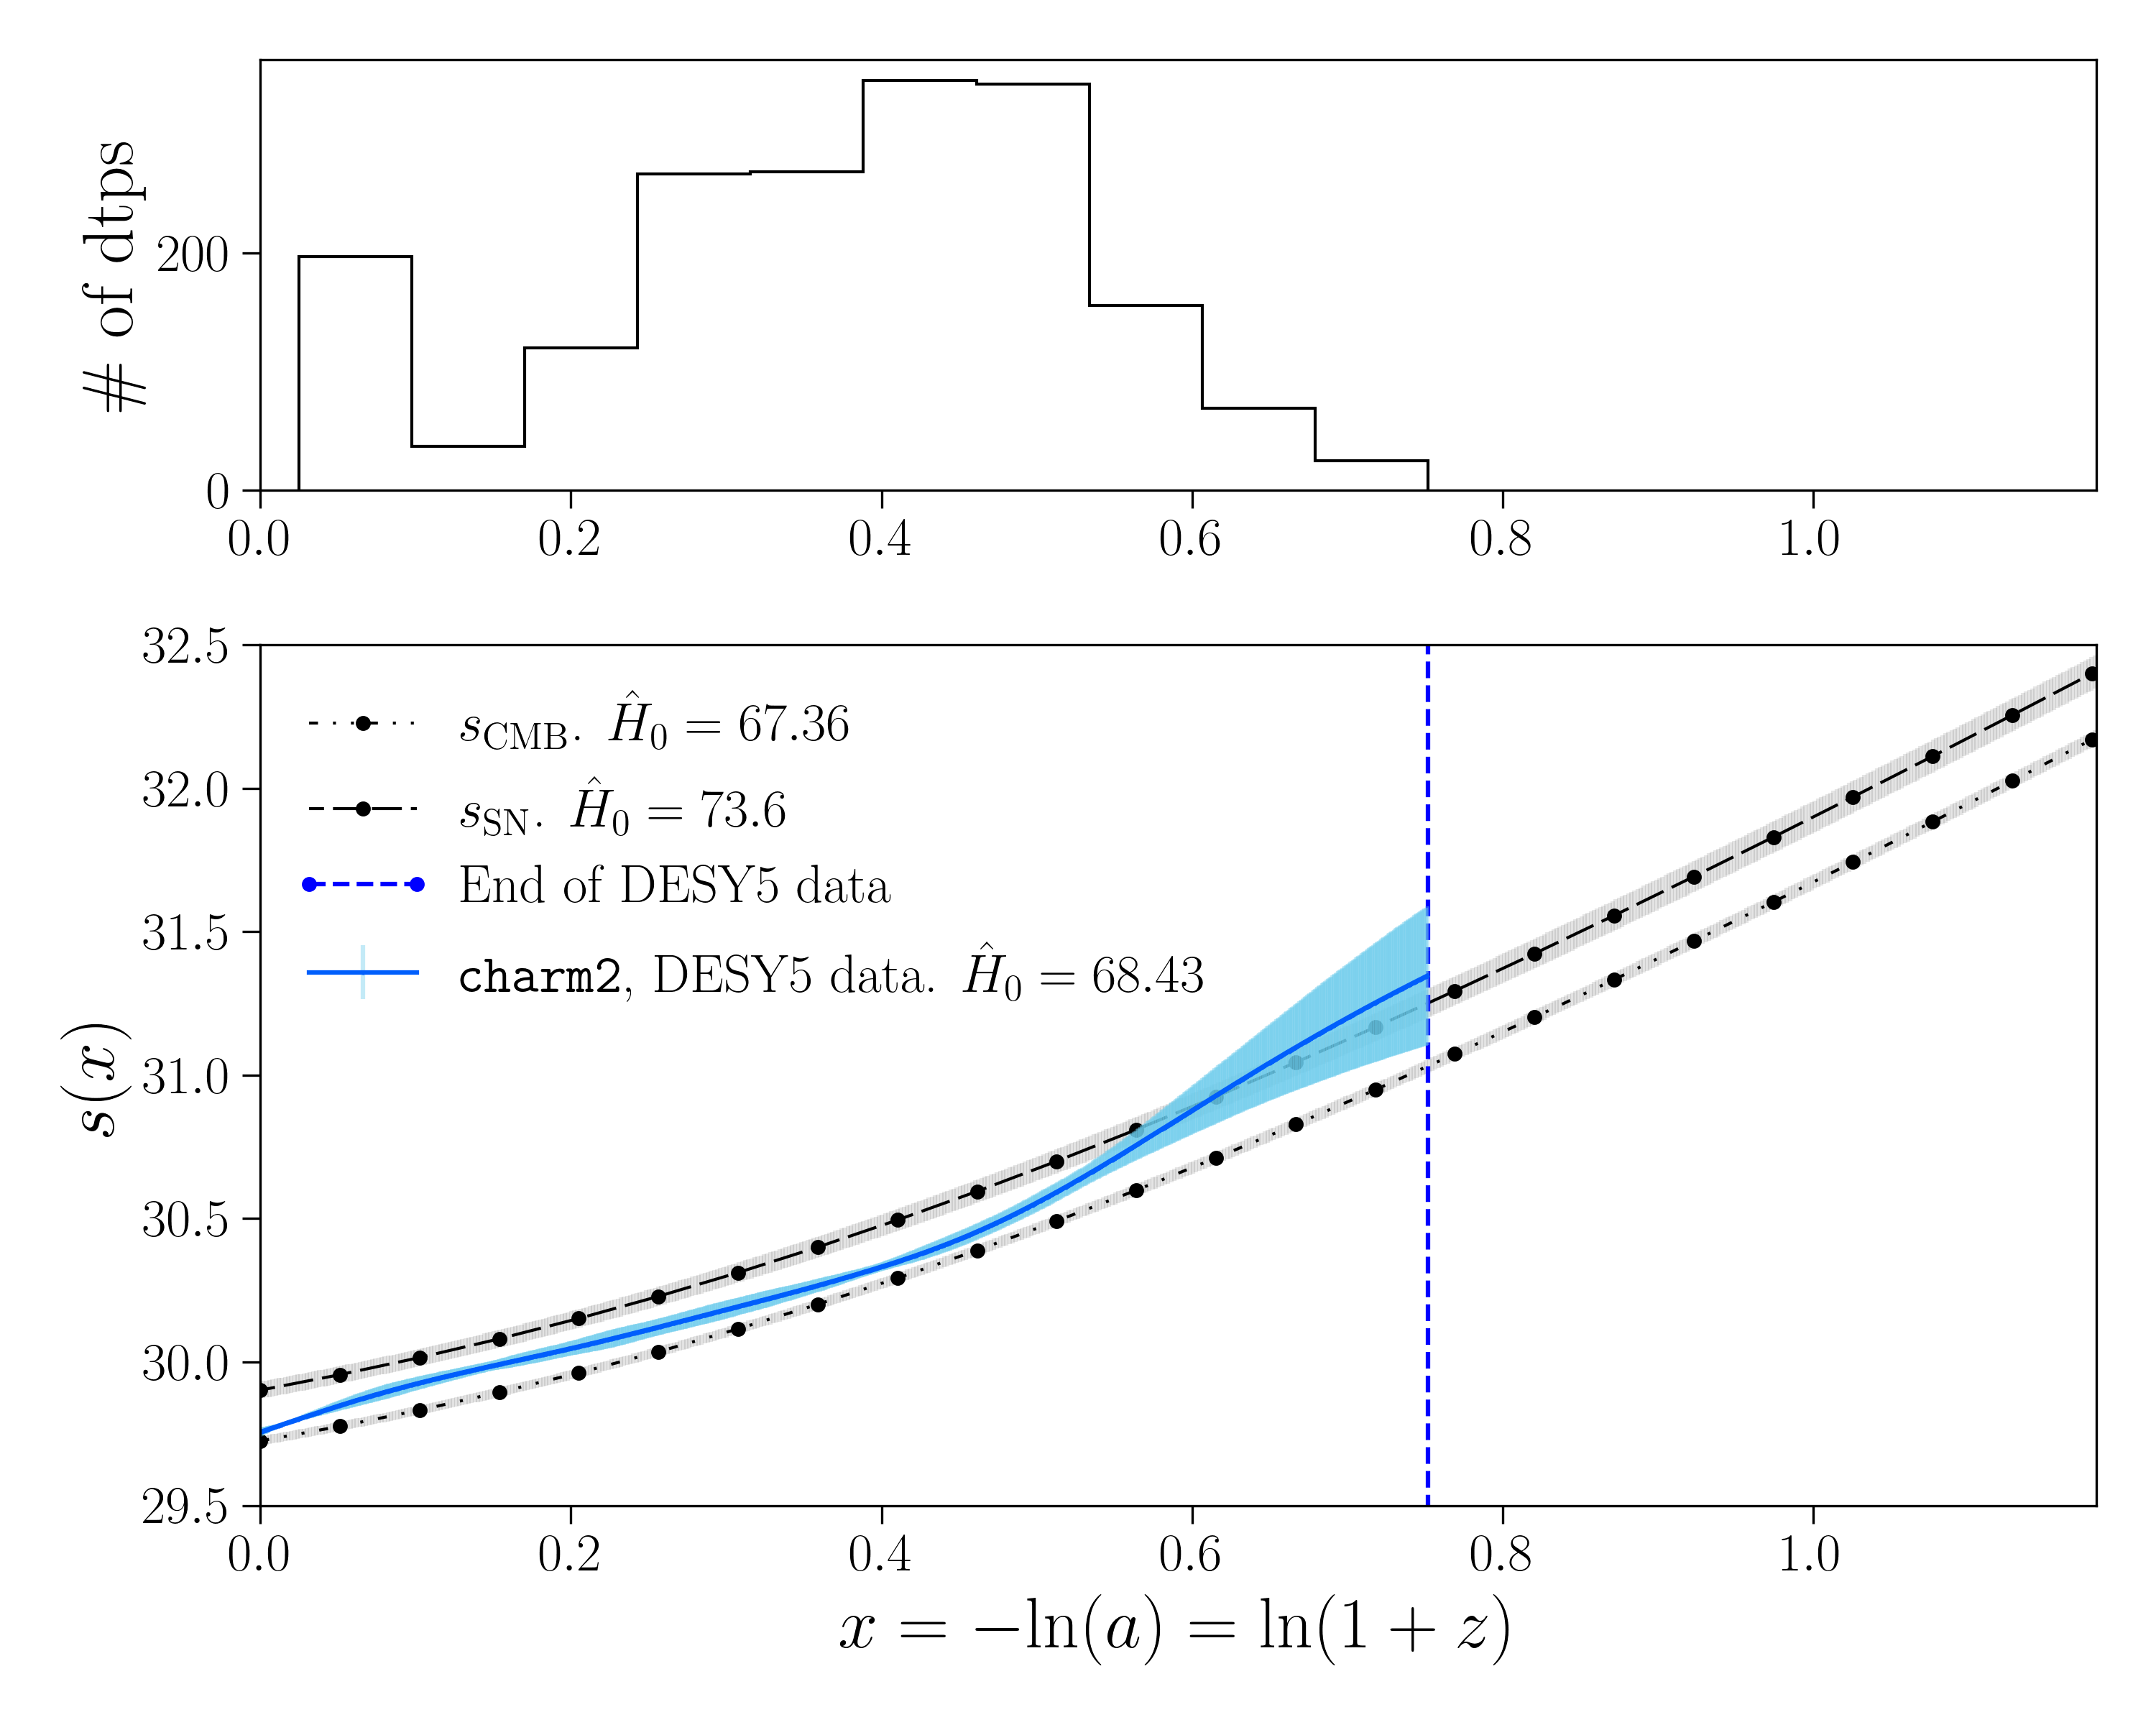 # of dtps
200
0
0.0 0.2 0.4 0.6 0.8 1.0
s(x)
32.5
32.0
31.5
31.0
30.5
30.0
29.5
s_CMB. Ĥ_0 = 67.36
s_SN. Ĥ_0 = 73.6
End of DESY5 data
charm2, DESY5 data. Ĥ_0 = 68.43
0.0 0.2 0.4 0.6 0.8 1.0
x = −ln(a) = ln(1 + z)